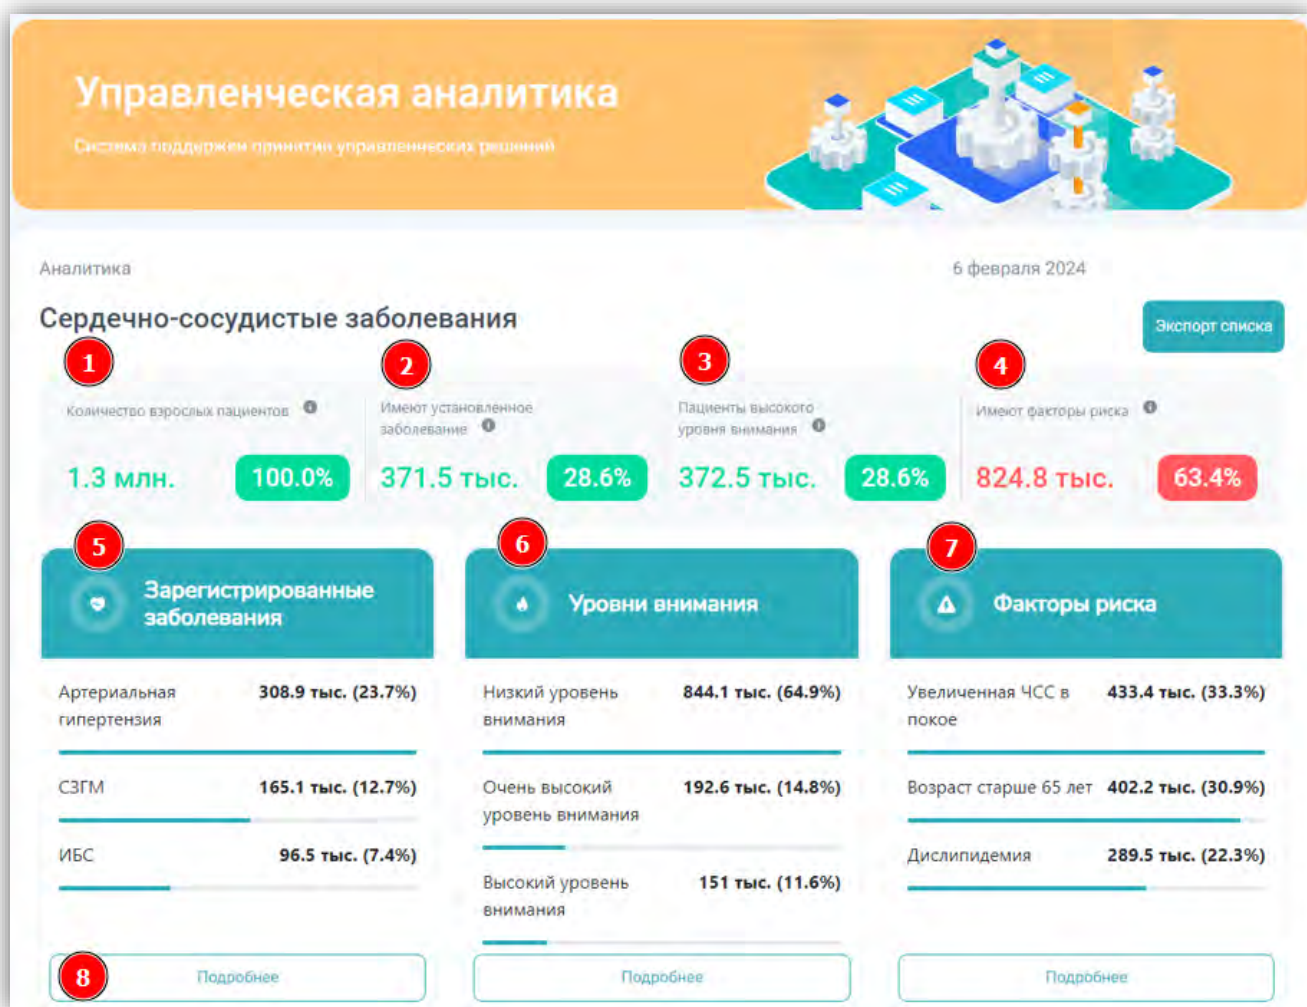 Управленческая аналитика
Система поддержки принятия управленческих решений
Аналитика
6 февраля 2024
Сердечно-сосудистые заболевания
Экспорт списка
1
2
3
4
Количество взрослых пациентов
Имеют установленное
заболевание
Пациенты высокого
уровня внимания
Имеют факторы риска
1.3 млн. 100.0%
371.5 тыс. 28.6%
372.5 тыс. 28.6%
824.8 тыс. 63.4%
5
Зарегистрированные
заболевания
Артериальная
гипертензия
308.9 тыс. (23.7%)
СЗГМ 165.1 тыс. (12.7%)
ИБС 96.5 тыс. (7.4%)
8
Подробнее
6
Уровни внимания
Низкий уровень
внимания
844.1 тыс. (64.9%)
Очень высокий
уровень внимания
192.6 тыс. (14.8%)
Высокий уровень
внимания
151 тыс. (11.6%)
Подробнее
7
Факторы риска
Увеличенная ЧСС в
покое
433.4 тыс. (33.3%)
Возраст старше 65 лет 402.2 тыс. (30.9%)
Дислипидемия 289.5 тыс. (22.3%)
Подробнее